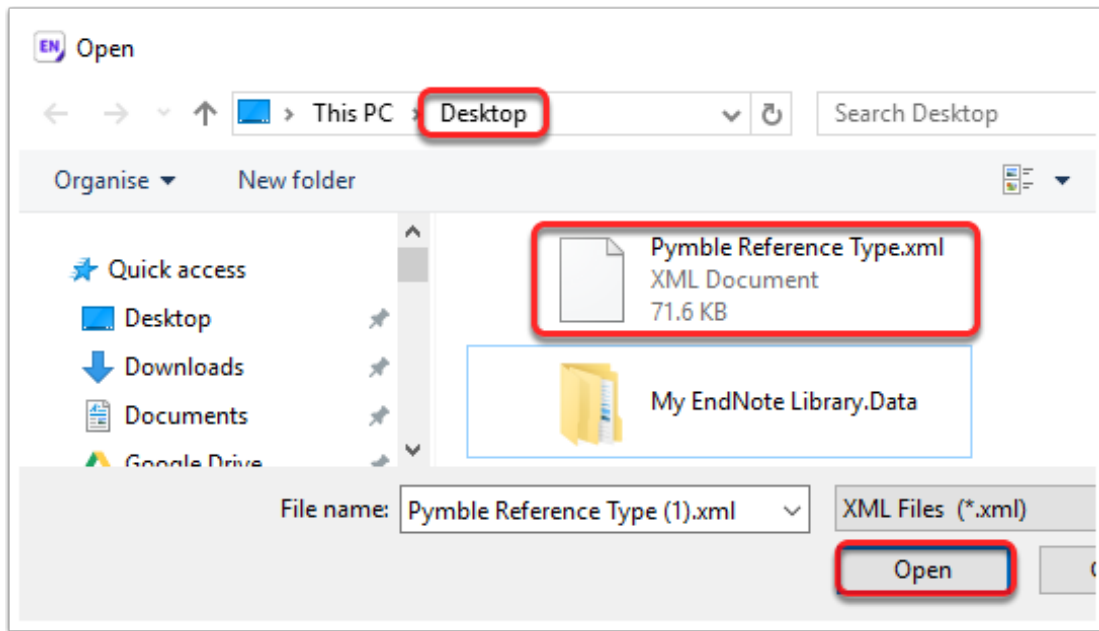 EN Open
This PC Desktop Search Desktop
Organise New folder
Quick access
Desktop
Downloads
Documents
Google Drive
Pymble Reference Type.xml
XML Document
71.6 KB
My EndNote Library.Data
File name: Pymble Reference Type (1).xml XML Files (*.xml)
Open